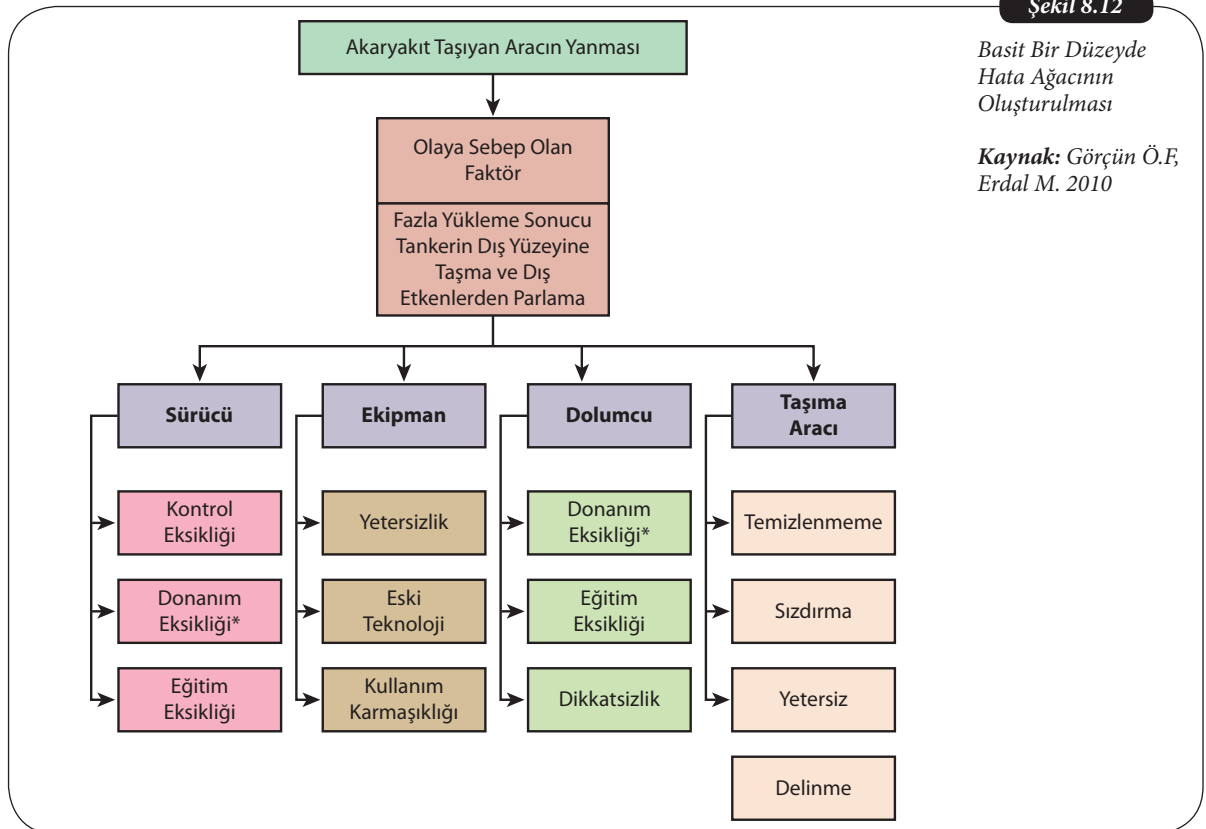 Şekil 8.12
Basit Bir Düzeyde
Hata Ağacının
Oluşturulması
Kaynak: Görçün Ö.F,
Erdal M. 2010
Akaryakıt Taşıyan Aracın Yanması
Olaya Sebep Olan
Faktör
Fazla Yükleme Sonucu
Tankerin Dış Yüzeyine
Taşma ve Dış
Etkenlerden Parlama
Sürücü
Kontrol
Eksikliği
Donanım
Eksikliği*
Eğitim
Eksikliği
Ekipman
Yetersizlik
Eski
Teknoloji
Kullanım
Karmaşıklığı
Dolumcu
Donanım
Eksikliği*
Eğitim
Eksikliği
Dikkatsizlik
Taşıma
Aracı
Temizlenmeme
Sızdırma
Yetersiz
Delinme